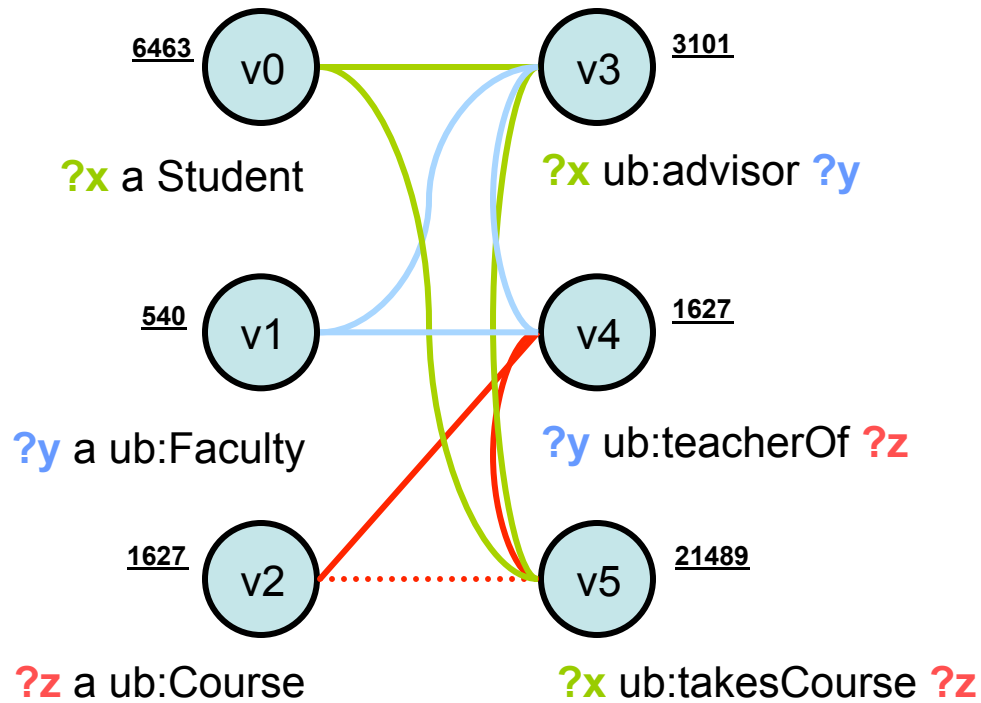 6463 v0 v3 3101
?x a Student ?x ub:advisor ?y
540 v1 v4 1627
?y a ub:Faculty ?y ub:teacherOf ?z
1627 v2 v5 21489
?z a ub:Course ?x ub:takesCourse ?z